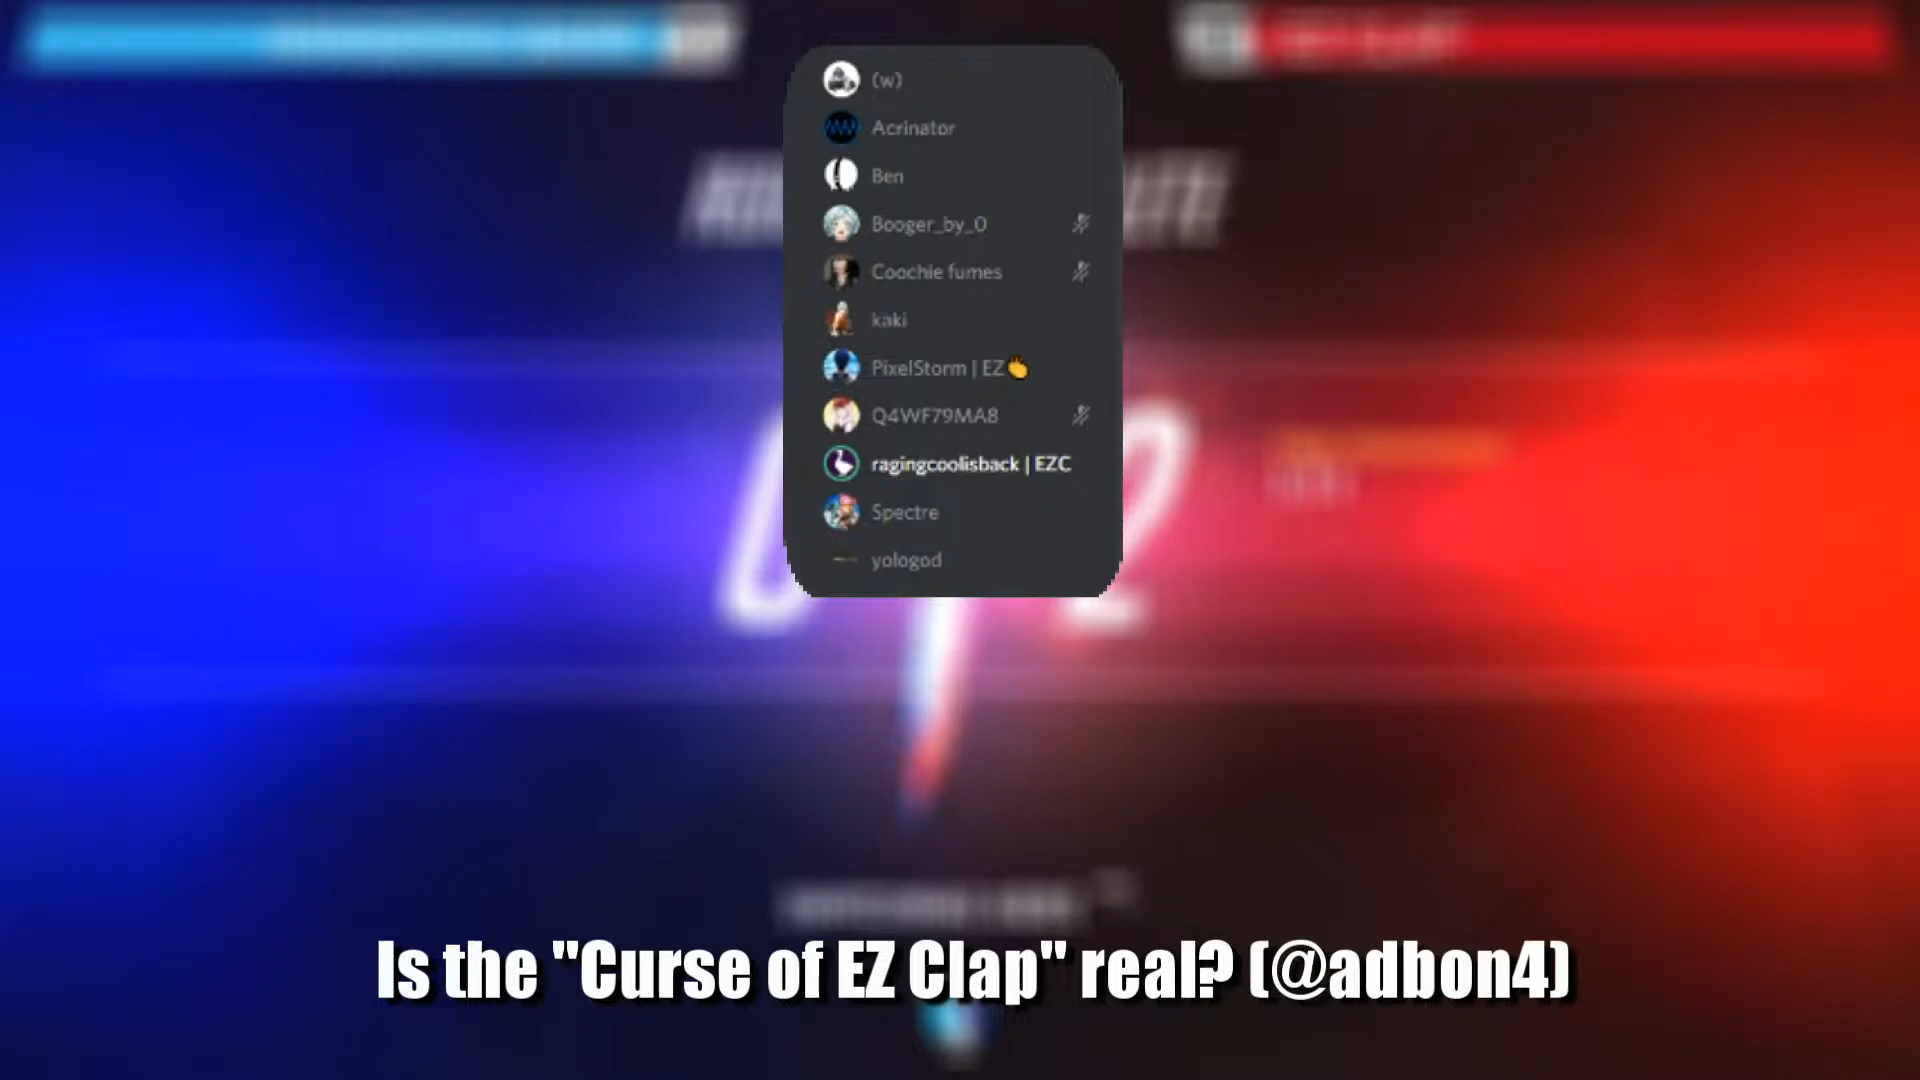 (w)
Acrinator
Ben
Booger_by_0
Coochie fumes
kaki
PixelStorm | EZ👏
Q4WF79MA8
ragingcoolisback | EZC
Spectre
yologod
Is the "Curse of EZ Clap" real? (@adbon4)